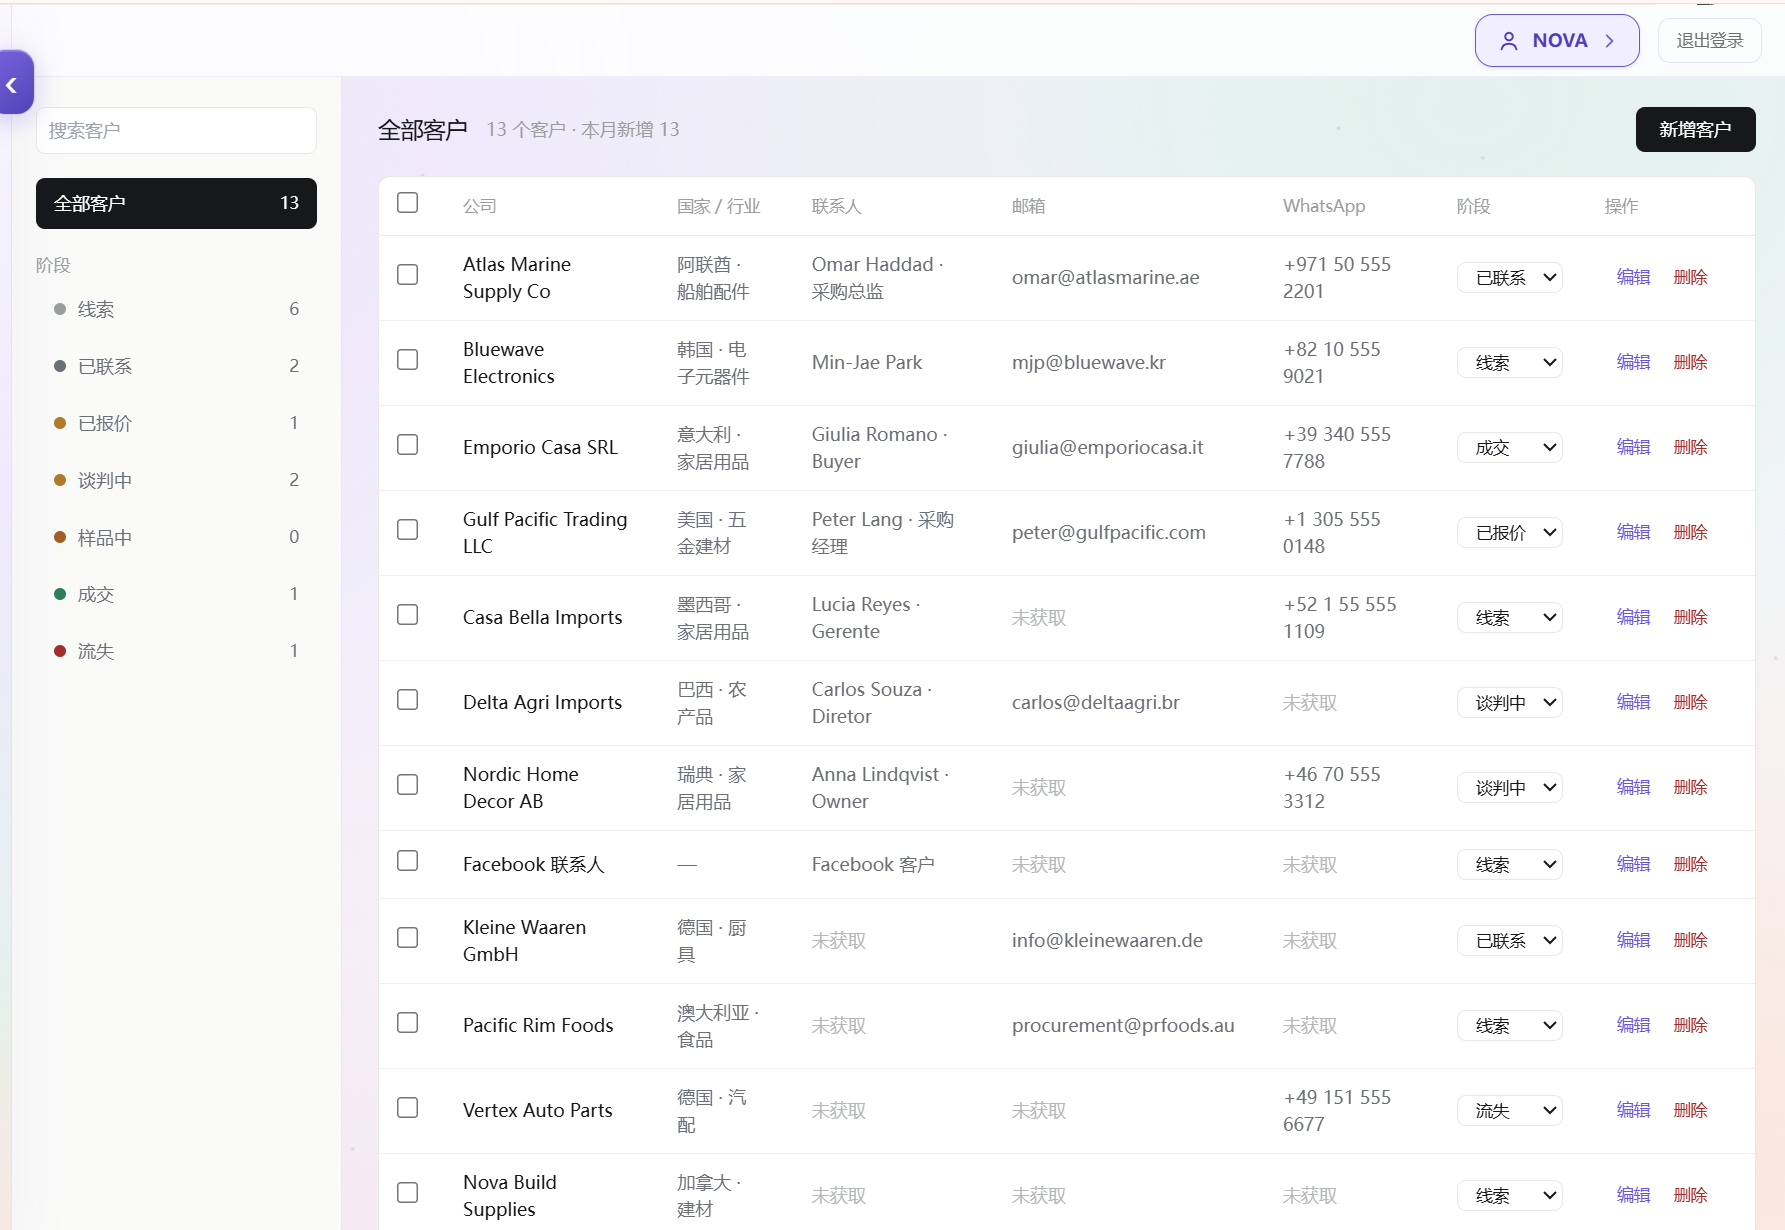 NOVA
退出登录
搜索客户
全部客户 13
阶段
线索 6
已联系 2
已报价 1
谈判中 2
样品中 0
成交 1
流失 1
全部客户 13 个客户 · 本月新增 13
新增客户
公司 国家 / 行业 联系人 邮箱 WhatsApp 阶段 操作
Atlas Marine
Supply Co
阿联酋 ·
船舶配件
Omar Haddad ·
采购总监
omar@atlasmarine.ae
+971 50 555
2201
已联系
编辑 删除
Bluewave
Electronics
韩国 · 电
子元器件
Min-Jae Park
mjp@bluewave.kr
+82 10 555
9021
线索
编辑 删除
Emporio Casa SRL
意大利 ·
家居用品
Giulia Romano ·
Buyer
giulia@emporiocasa.it
+39 340 555
7788
成交
编辑 删除
Gulf Pacific Trading
LLC
美国 · 五
金建材
Peter Lang · 采购
经理
peter@gulfpacific.com
+1 305 555
0148
已报价
编辑 删除
Casa Bella Imports
墨西哥 ·
家居用品
Lucia Reyes ·
Gerente
未获取
+52 1 55 555
1109
线索
编辑 删除
Delta Agri Imports
巴西 · 农
产品
Carlos Souza ·
Diretor
carlos@deltaagri.br
未获取
谈判中
编辑 删除
Nordic Home
Decor AB
瑞典 · 家
居用品
Anna Lindqvist ·
Owner
未获取
+46 70 555
3312
谈判中
编辑 删除
Facebook 联系人
—
Facebook 客户
未获取
未获取
线索
编辑 删除
Kleine Waaren
GmbH
德国 · 厨
具
未获取
info@kleinewaaren.de
未获取
已联系
编辑 删除
Pacific Rim Foods
澳大利亚 ·
食品
未获取
procurement@prfoods.au
未获取
线索
编辑 删除
Vertex Auto Parts
德国 · 汽
配
未获取
未获取
+49 151 555
6677
流失
编辑 删除
Nova Build
Supplies
加拿大 ·
建材
未获取
未获取
未获取
线索
编辑 删除